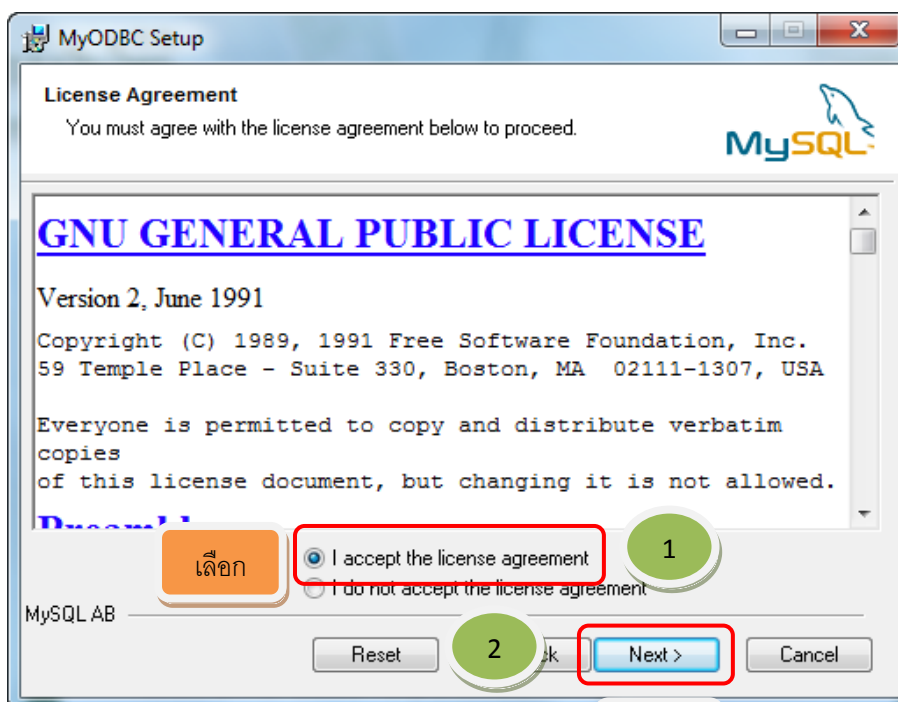 MyODBC Setup
License Agreement
You must agree with the license agreement below to proceed.
MySQL
GNU GENERAL PUBLIC LICENSE
Version 2, June 1991
Copyright (C) 1989, 1991 Free Software Foundation, Inc.
59 Temple Place - Suite 330, Boston, MA  02111-1307, USA
Everyone is permitted to copy and distribute verbatim
copies
of this license document, but changing it is not allowed.
เลือก
I accept the license agreement
1
I do not accept the license agreement
MySQL AB
Reset
2
Next >
Cancel